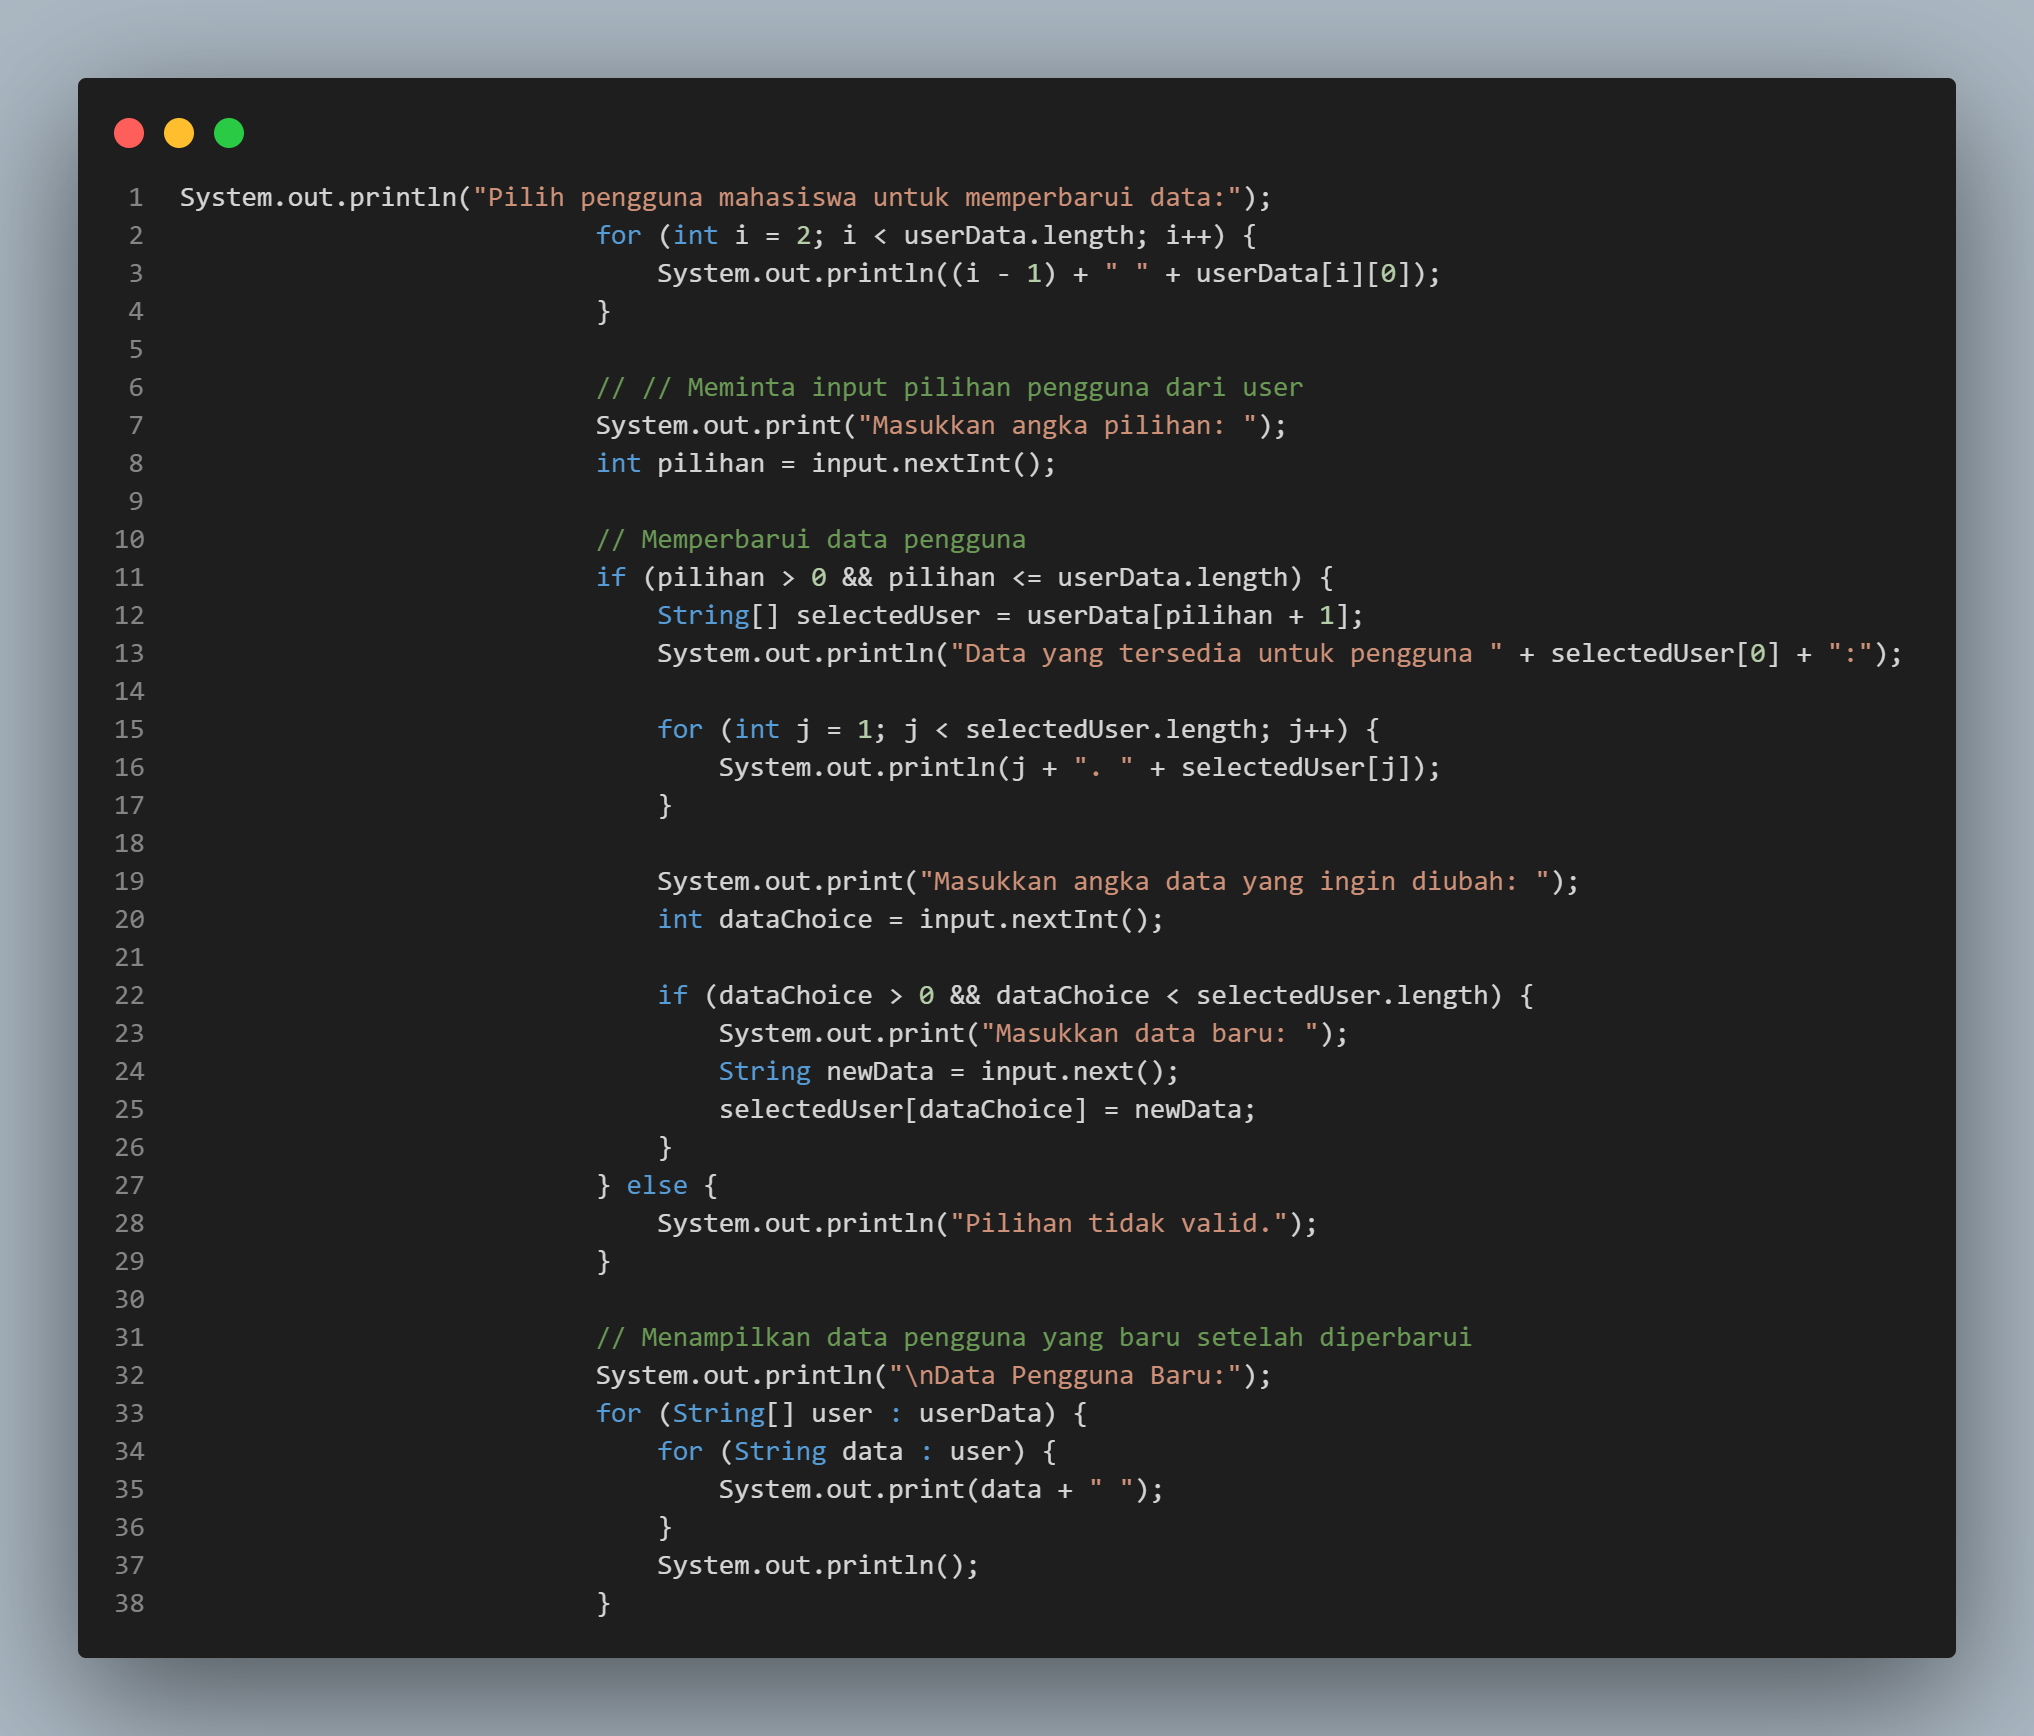 1 System.out.println("Pilih pengguna mahasiswa untuk memperbarui data:");
2 for (int i = 2; i < userData.length; i++) {
3 System.out.println((i - 1) + " " + userData[i][0]);
4 }
5
6 // // Meminta input pilihan pengguna dari user
7 System.out.print("Masukkan angka pilihan: ");
8 int pilihan = input.nextInt();
9
10 // Memperbarui data pengguna
11 if (pilihan > 0 && pilihan <= userData.length) {
12 String[] selectedUser = userData[pilihan + 1];
13 System.out.println("Data yang tersedia untuk pengguna " + selectedUser[0] + ":");
14
15 for (int j = 1; j < selectedUser.length; j++) {
16 System.out.println(j + ". " + selectedUser[j]);
17 }
18
19 System.out.print("Masukkan angka data yang ingin diubah: ");
20 int dataChoice = input.nextInt();
21
22 if (dataChoice > 0 && dataChoice < selectedUser.length) {
23 System.out.print("Masukkan data baru: ");
24 String newData = input.next();
25 selectedUser[dataChoice] = newData;
26 }
27 } else {
28 System.out.println("Pilihan tidak valid.");
29 }
30
31 // Menampilkan data pengguna yang baru setelah diperbarui
32 System.out.println("\nData Pengguna Baru:");
33 for (String[] user : userData) {
34 for (String data : user) {
35 System.out.print(data + " ");
36 }
37 System.out.println();
38 }